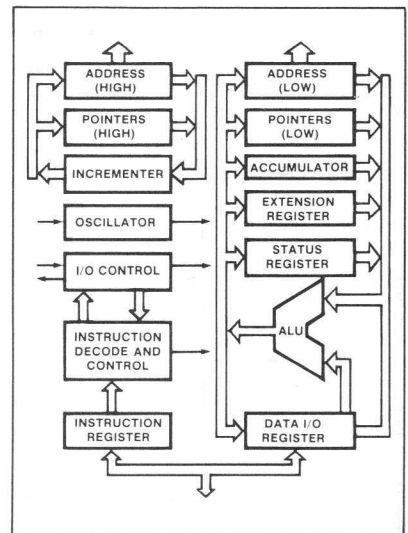 ADDRESS
(HIGH)
POINTERS
(HIGH)
INCREMENTER
OSCILLATOR
I/O CONTROL
INSTRUCTION
DECODE AND
CONTROL
INSTRUCTION
REGISTER
ADDRESS
(LOW)
POINTERS
(LOW)
ACCUMULATOR
EXTENSION
REGISTER
STATUS
REGISTER
ALU
DATA I/O
REGISTER